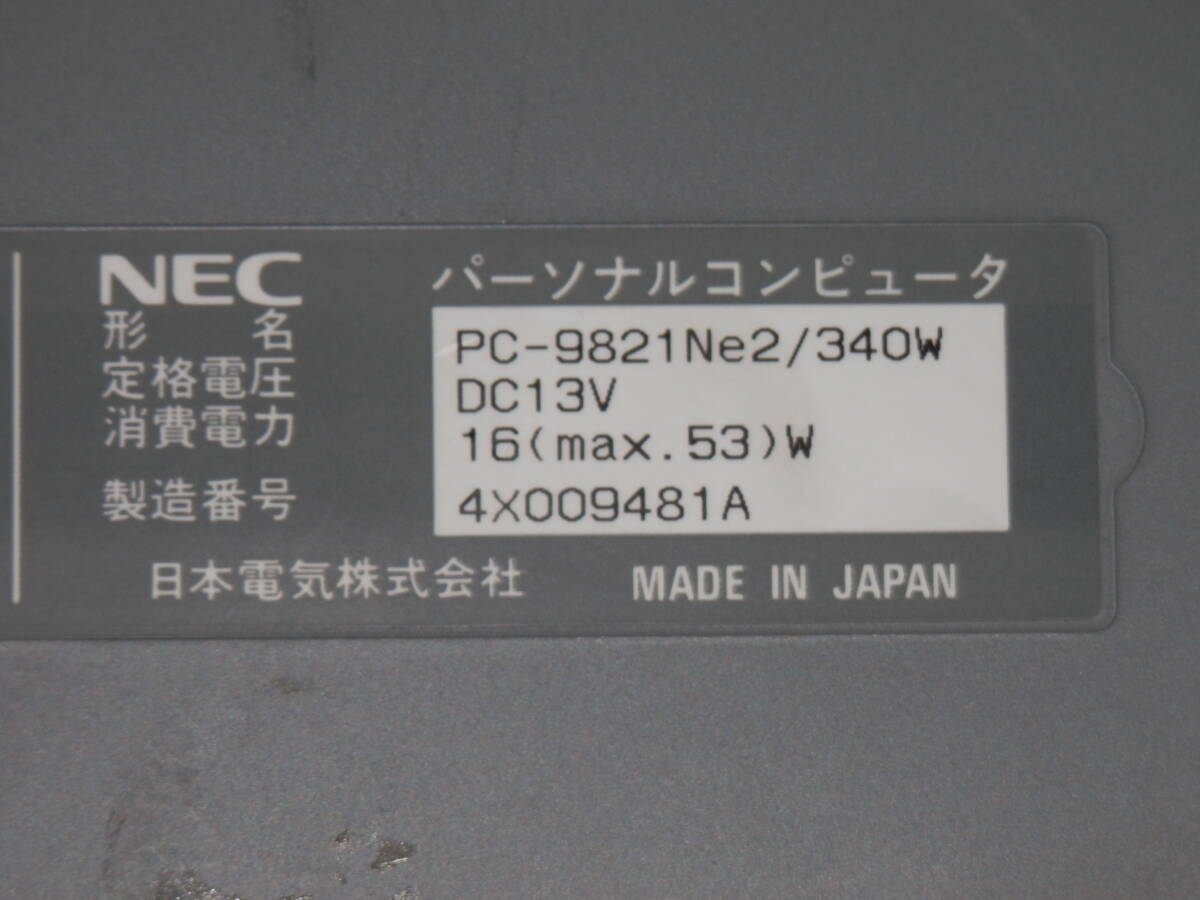 NEC パーソナルコンピュータ
形名 PC-9821Ne2/340W
定格電圧 DC13V
消費電力 16(max.53)W
製造番号 4X009481A
日本電気株式会社 MADE IN JAPAN